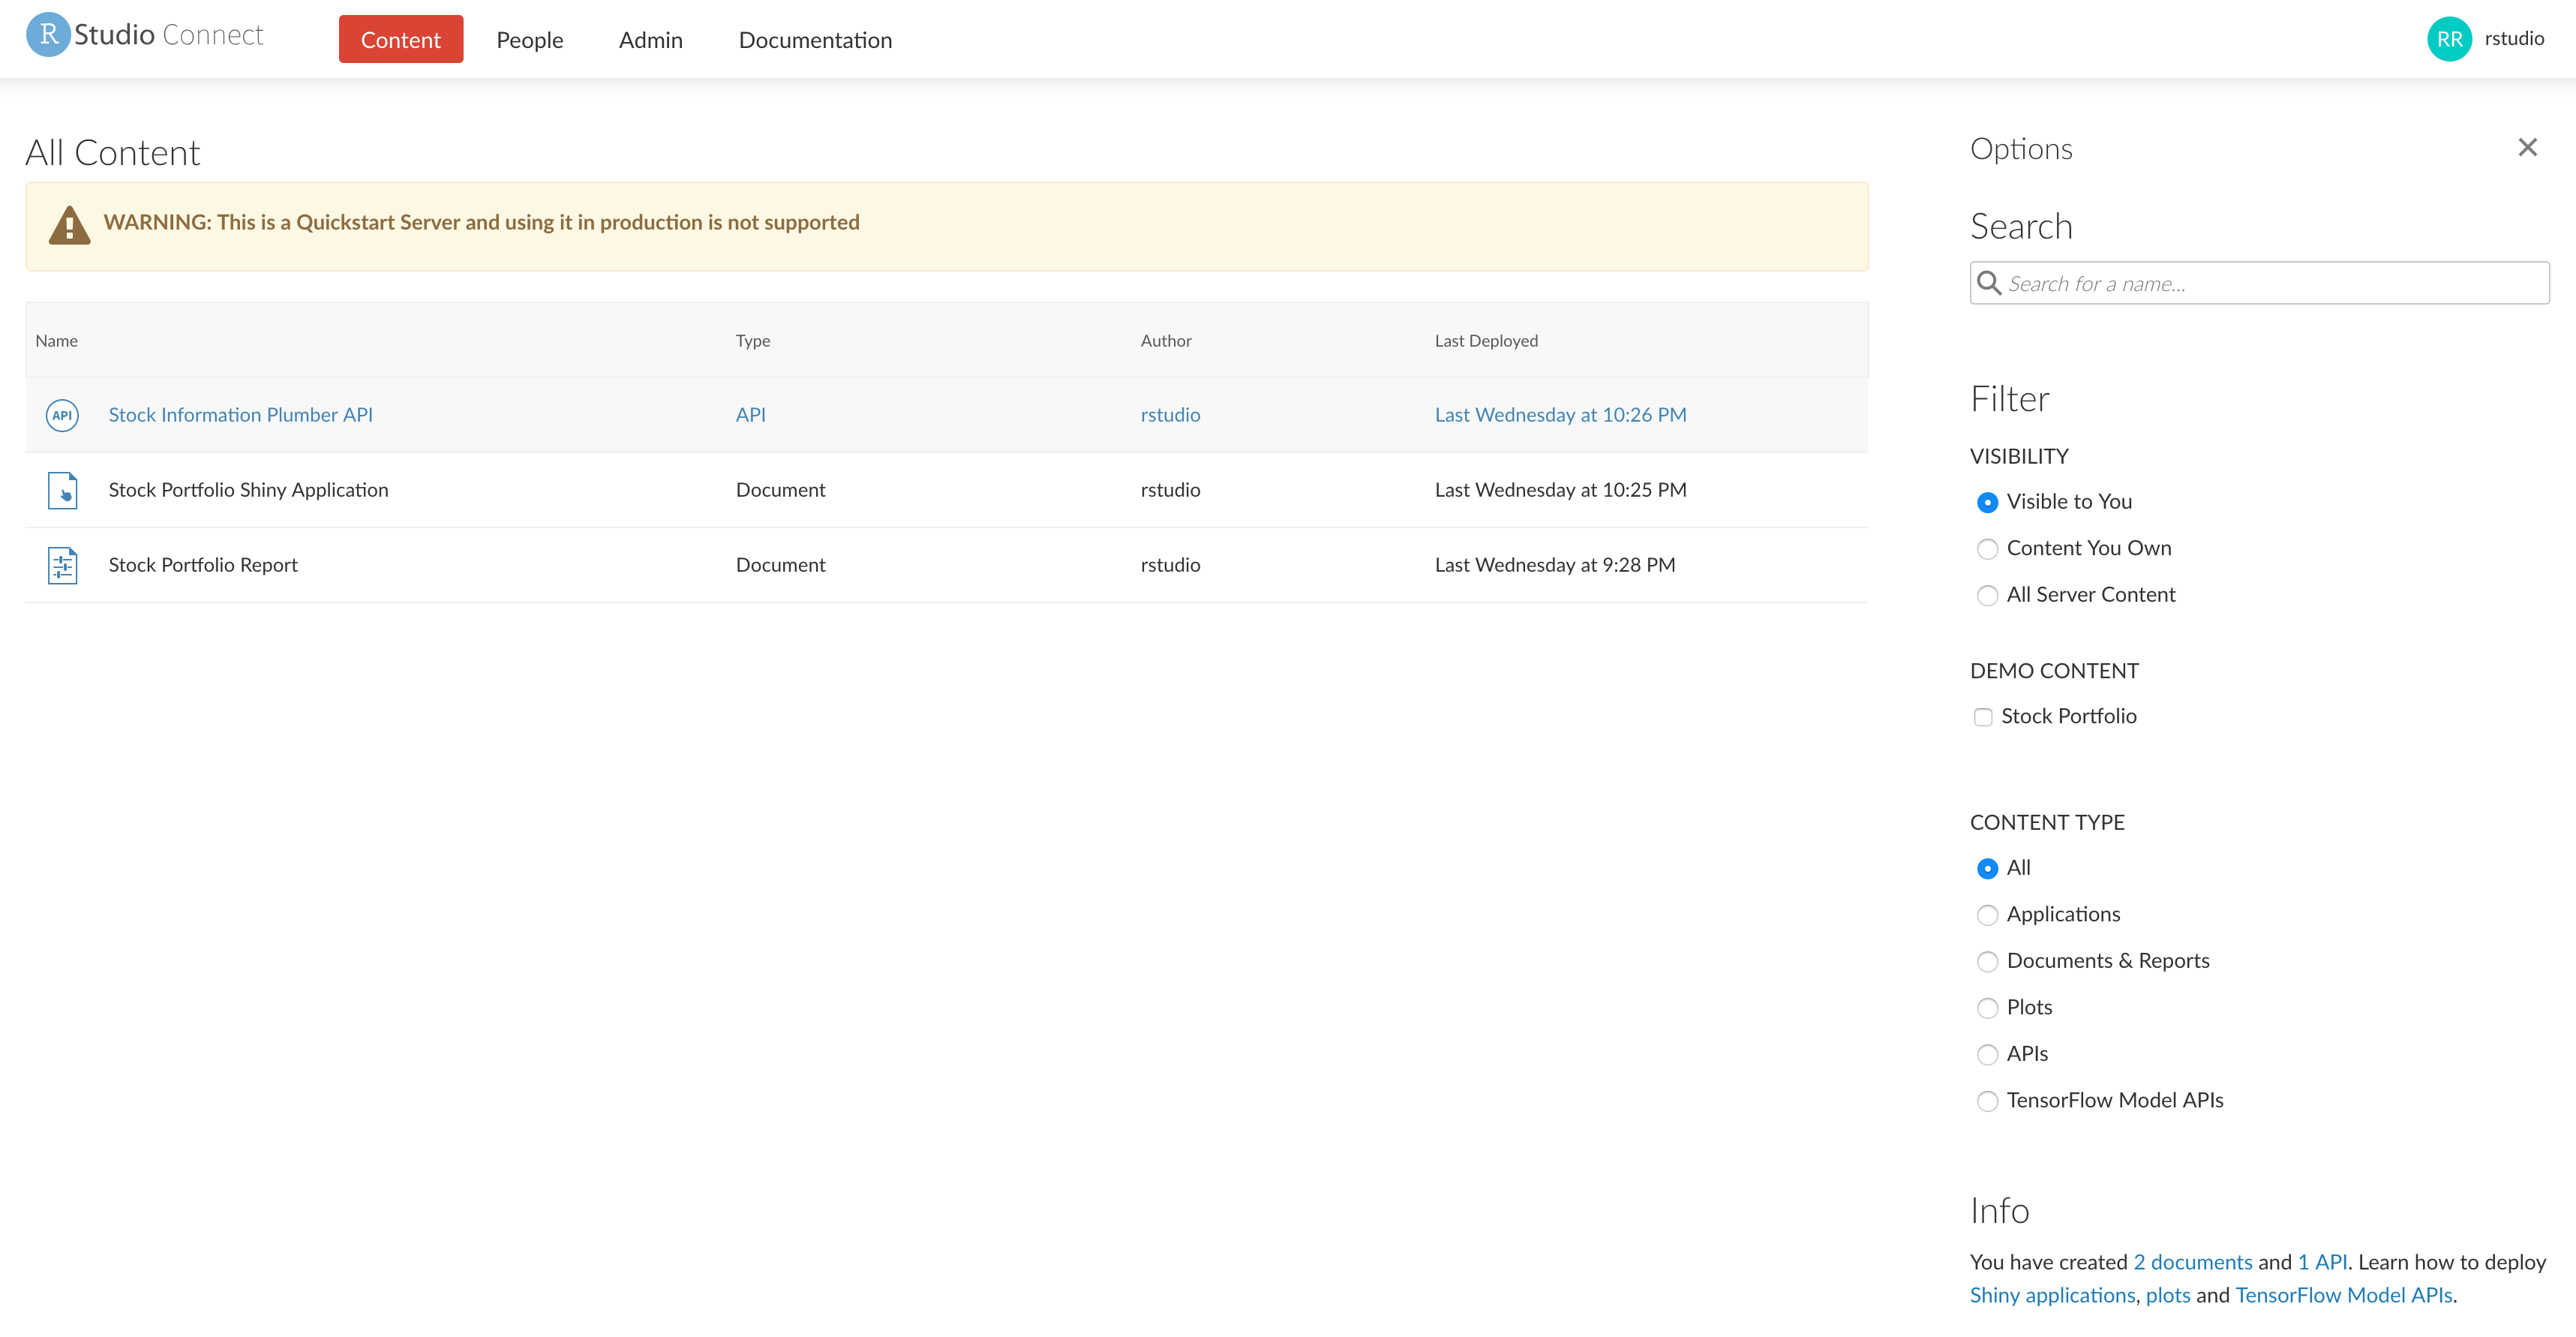 R Studio Connect
Content People Admin Documentation
RR rstudio
All Content
WARNING: This is a Quickstart Server and using it in production is not supported
Name Type Author Last Deployed
API Stock Information Plumber API API rstudio Last Wednesday at 10:26 PM
Stock Portfolio Shiny Application Document rstudio Last Wednesday at 10:25 PM
Stock Portfolio Report Document rstudio Last Wednesday at 9:28 PM
Options
Search
Search for a name...
Filter
VISIBILITY
Visible to You
Content You Own
All Server Content
DEMO CONTENT
Stock Portfolio
CONTENT TYPE
All
Applications
Documents & Reports
Plots
APIs
TensorFlow Model APIs
Info
You have created 2 documents and 1 API. Learn how to deploy
Shiny applications, plots and TensorFlow Model APIs.